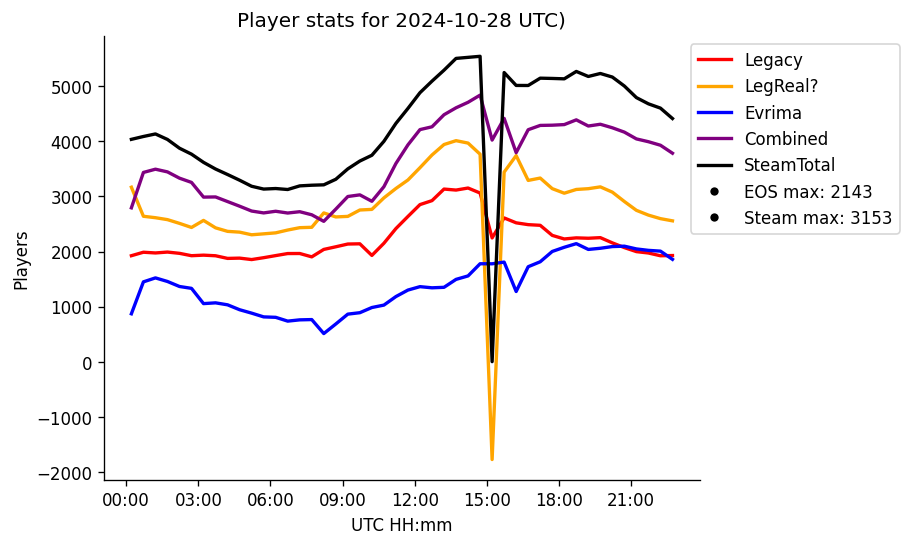 Player stats for 2024-10-28 UTC)
Legacy
LegReal?
Evrima
Combined
SteamTotal
EOS max: 2143
Steam max: 3153
Players
5000
4000
3000
2000
1000
0
−1000
−2000
00:00 03:00 06:00 09:00 12:00 15:00 18:00 21:00
UTC HH:mm